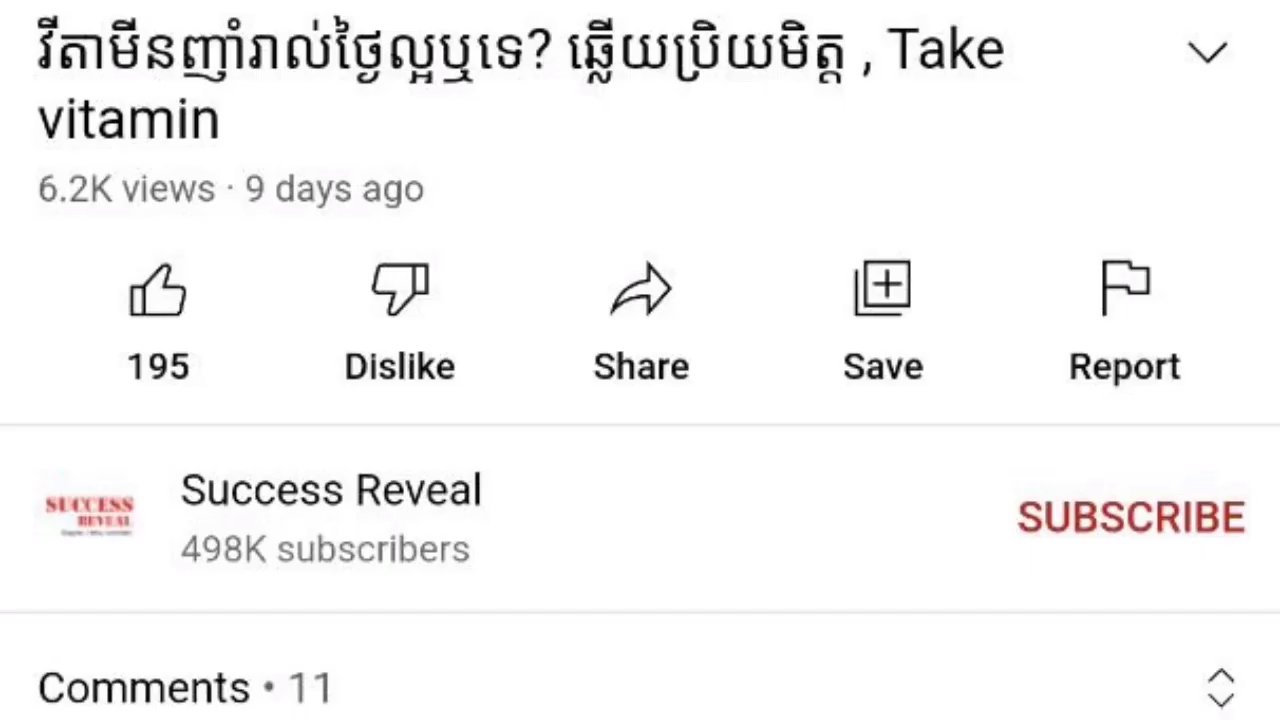 វីតាមីនញ៉ាំរាល់ថ្ងៃល្អឬទេ? ឆ្លើយប្រិយមិត្ត , Take
vitamin
6.2K views · 9 days ago
195
Dislike
Share
Save
Report
SUCCESS
REVEAL
Success Reveal
498K subscribers
SUBSCRIBE
Comments • 11